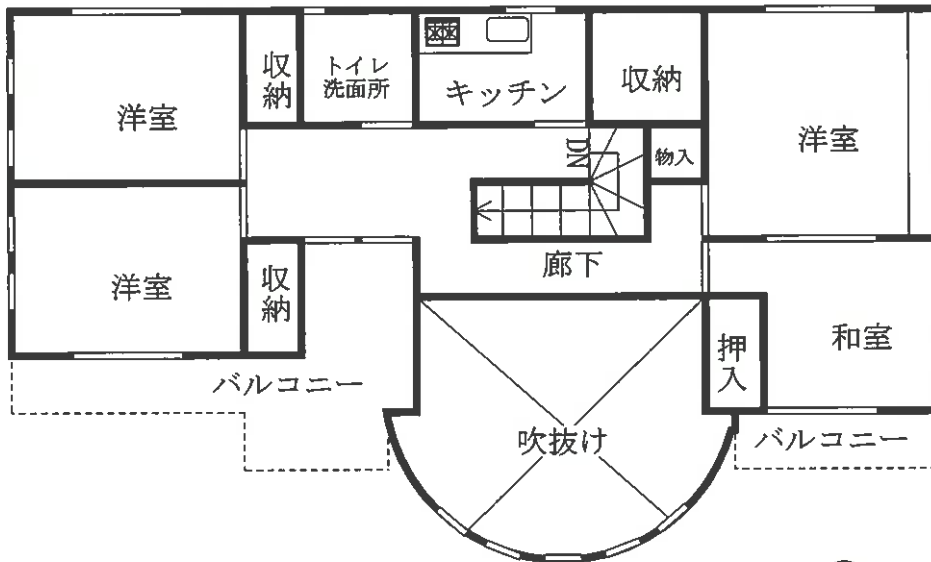 洋室
収納
トイレ
洗面所
キッチン
収納
洋室
DN
物入
洋室
収納
廊下
バルコニー
吹抜け
押入
和室
バルコニー